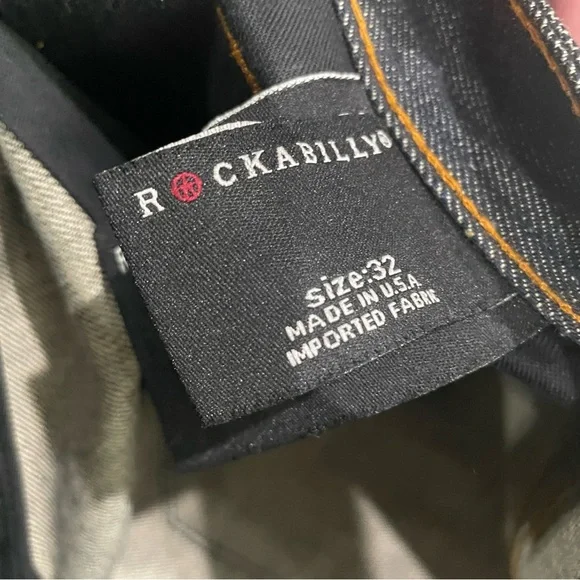 ROCKABILLY®
size:32
MADE IN U.S.A.
IMPORTED FABRIC